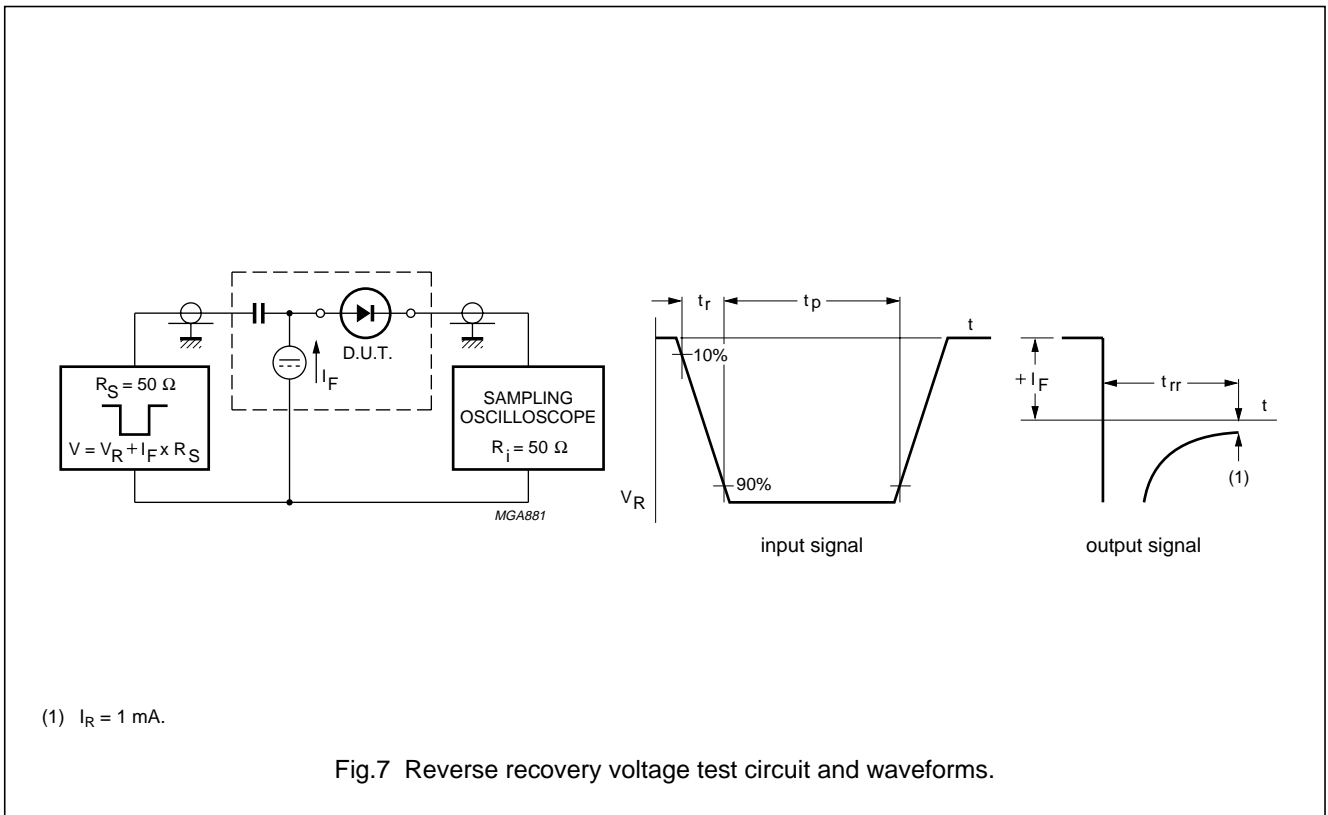 R_S = 50 Ω
V = V_R + I_F x R_S
D.U.T.
I_F
SAMPLING
OSCILLOSCOPE
R_i = 50 Ω
MGA881
t_r
t_p
t
10%
90%
V_R
input signal
+ I_F
t_rr
t
(1)
output signal
(1) I_R = 1 mA.
Fig.7 Reverse recovery voltage test circuit and waveforms.